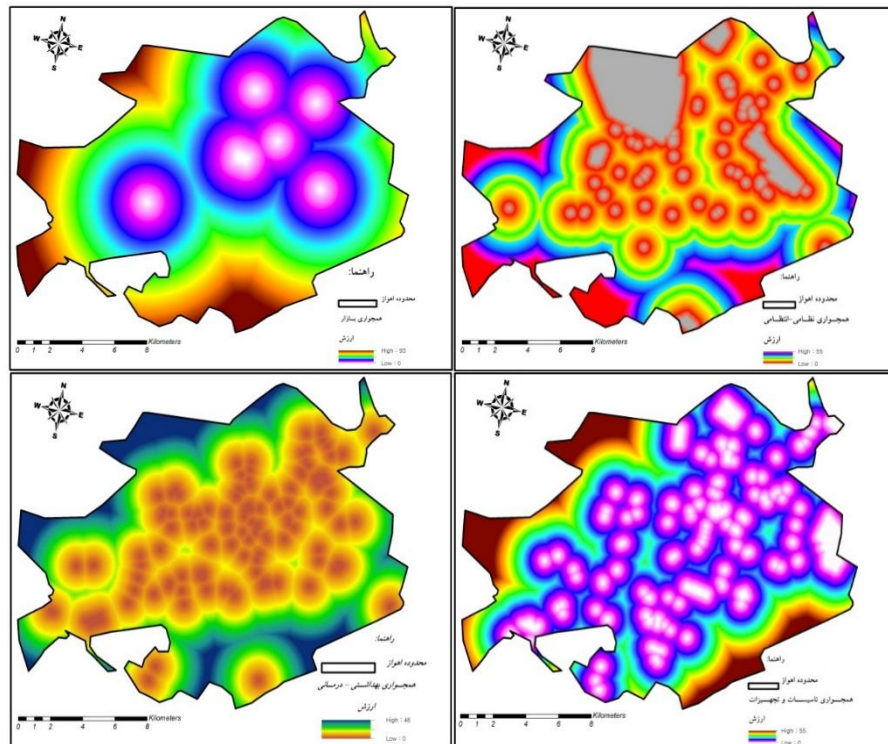 N
W E
S
راهنما:
محدوده اهواز
همجواری بازار
ارزش
High : 93
Low : 0
0 1 2 4 6 8 Kilometers
N
W E
S
راهنما:
محدوده اهواز
همجواری نظامی-انتظامی
ارزش
High : 55
Low : 0
0 1 2 4 6 8 Kilometers
N
W E
S
راهنما:
محدوده اهواز
همجواری بهداشتی - درمانی
ارزش
High : 46
Low : 0
0 1 2 4 6 8 Kilometers
N
W E
S
راهنما:
محدوده اهواز
همجواری تاسیسات و تجهیزات
ارزش
High : 55
Low : 0
0 1 2 4 6 8 Kilometers